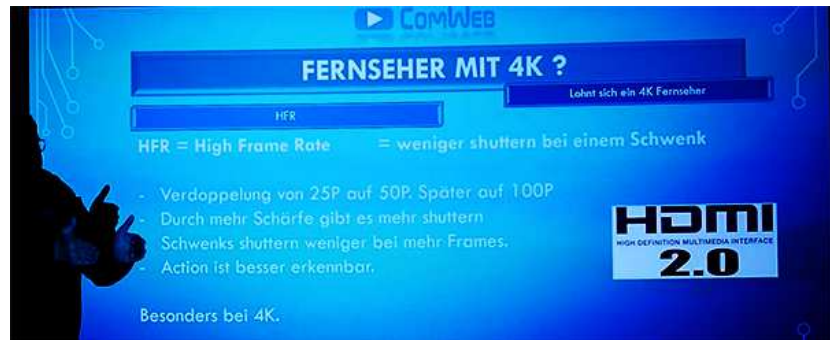 ComWeb
FERNSEHER MIT 4K ?
Lohnt sich ein 4K Fernseher
HFR
HFR = High Frame Rate = weniger shuttern bei einem Schwenk
- Verdoppelung von 25P auf 50P. Später auf 100P
- Durch mehr Schärfe gibt es mehr shuttern
Schwenks shuttern weniger bei mehr Frames.
- Action ist besser erkennbar.
HDMI
HIGH DEFINITION MULTIMEDIA INTERFACE
2.0
Besonders bei 4K.